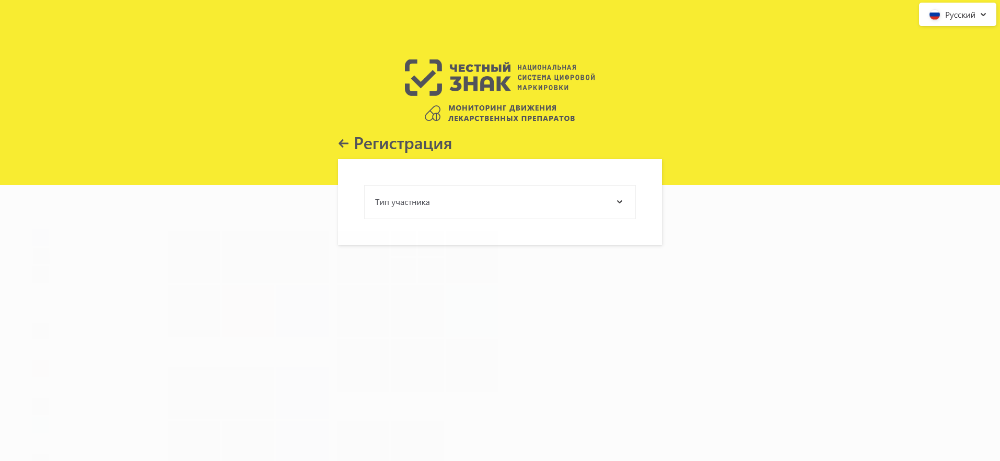 Русский
ЧЕСТНЫЙ
ЗНАК
НАЦИОНАЛЬНАЯ
СИСТЕМА ЦИФРОВОЙ
МАРКИРОВКИ
МОНИТОРИНГ ДВИЖЕНИЯ
ЛЕКАРСТВЕННЫХ ПРЕПАРАТОВ
Регистрация
Тип участника